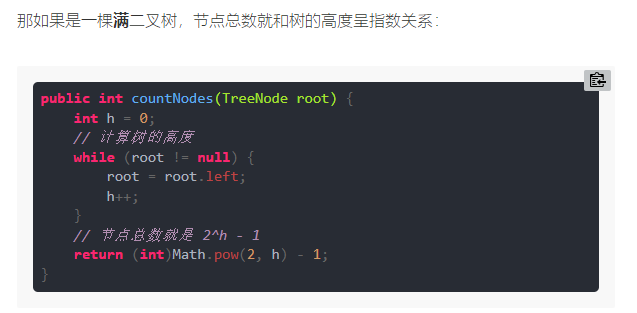 那如果是一棵满二叉树，节点总数就和树的高度呈指数关系：
public int countNodes(TreeNode root) {
    int h = 0;
    // 计算树的高度
    while (root != null) {
        root = root.left;
        h++;
    }
    // 节点总数就是 2^h - 1
    return (int)Math.pow(2, h) - 1;
}